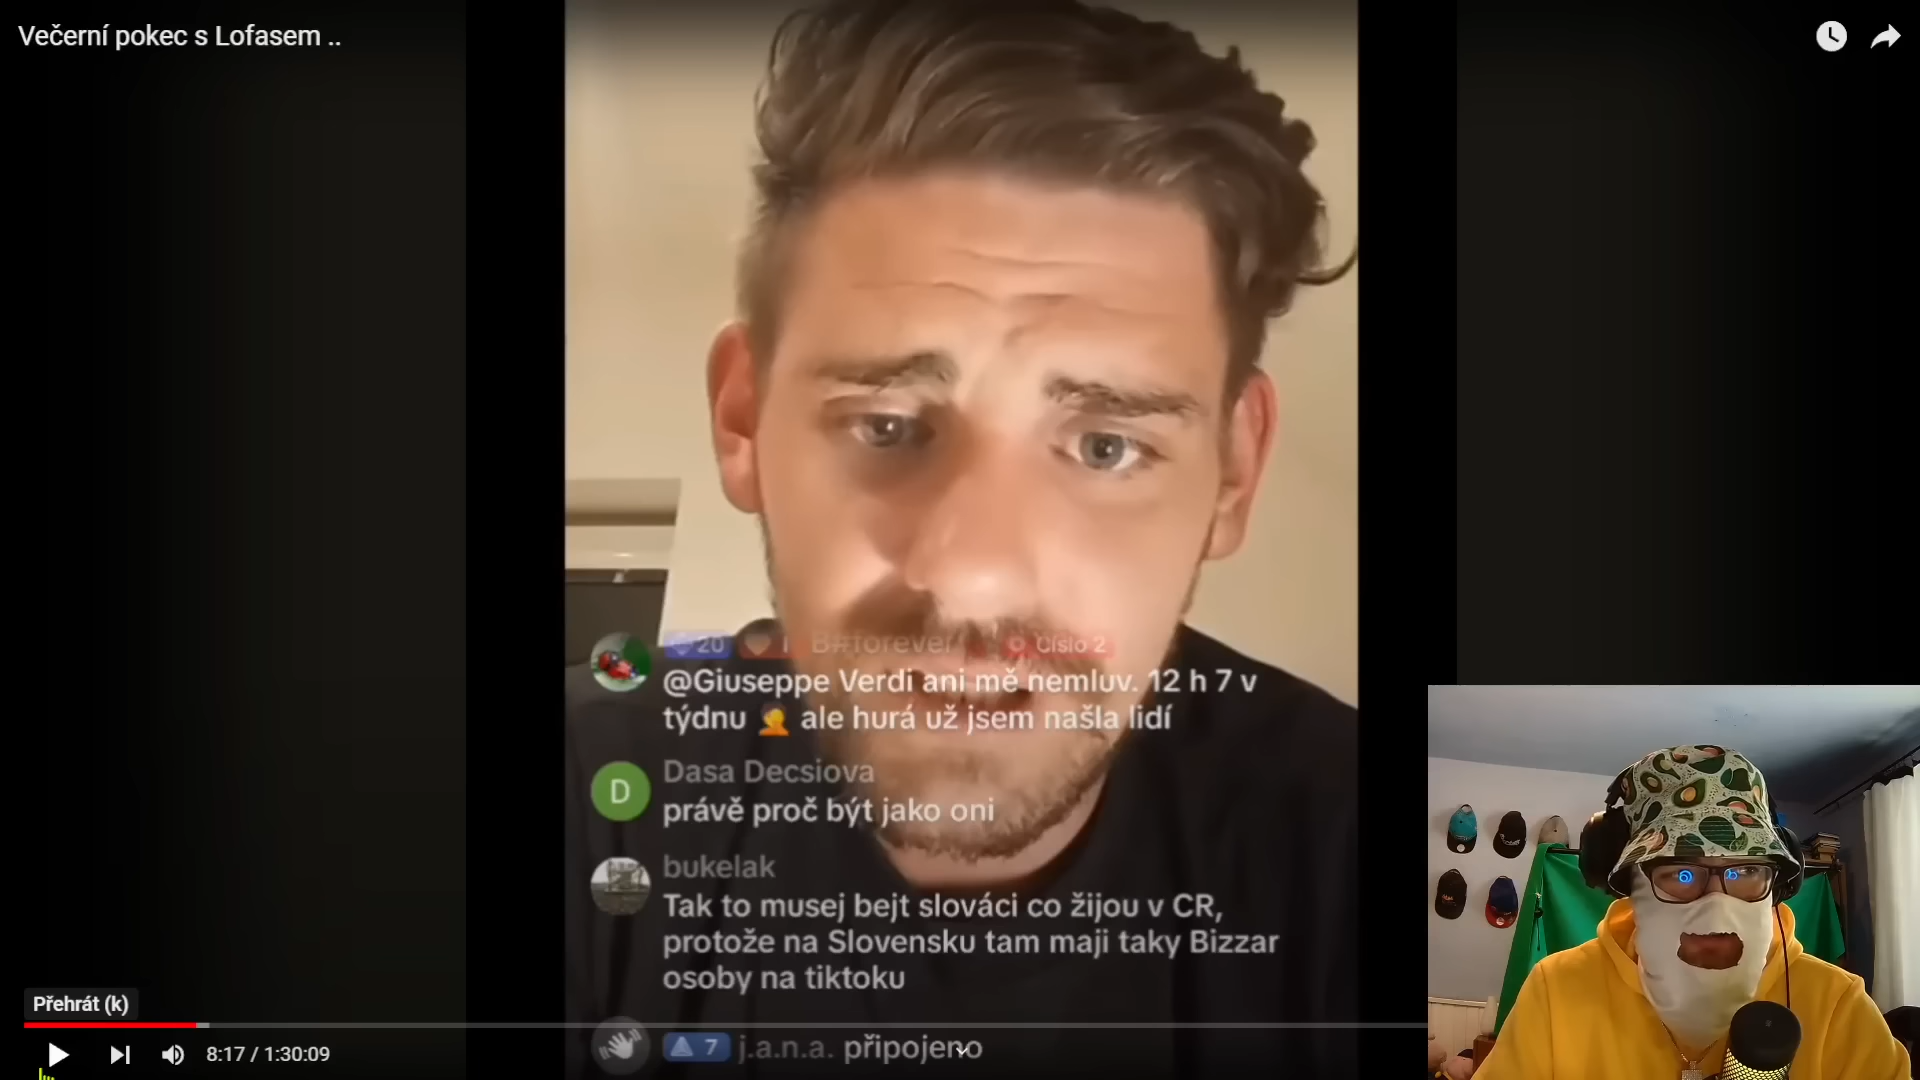 Večerní pokec s Lofasem ..
20
B#forever
Číslo 2
@Giuseppe Verdi ani mě nemluv. 12 h 7 v
týdnu 🤦 ale hurá už jsem našla lidí
D
Dasa Decsiova
právě proč být jako oni
bukelak
Tak to musej bejt slováci co žijou v CR,
protože na Slovensku tam maji taky Bizzar
osoby na tiktoku
7 j.a.n.a. připojeno
Přehrát (k)
8:17 / 1:30:09